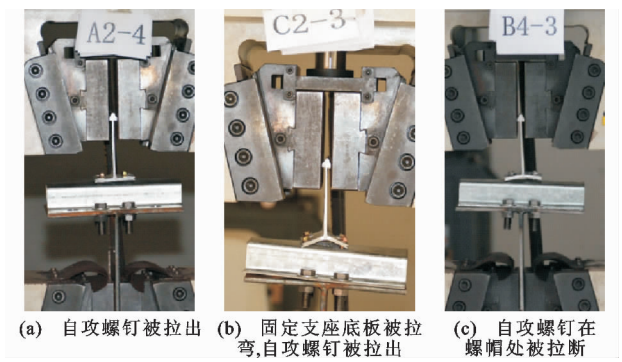 A2-4
C2-3
B4-3
(a) 自攻螺钉被拉出
(b) 固定支座底板被拉
弯,自攻螺钉被拉出
(c) 自攻螺钉在
螺帽处被拉断